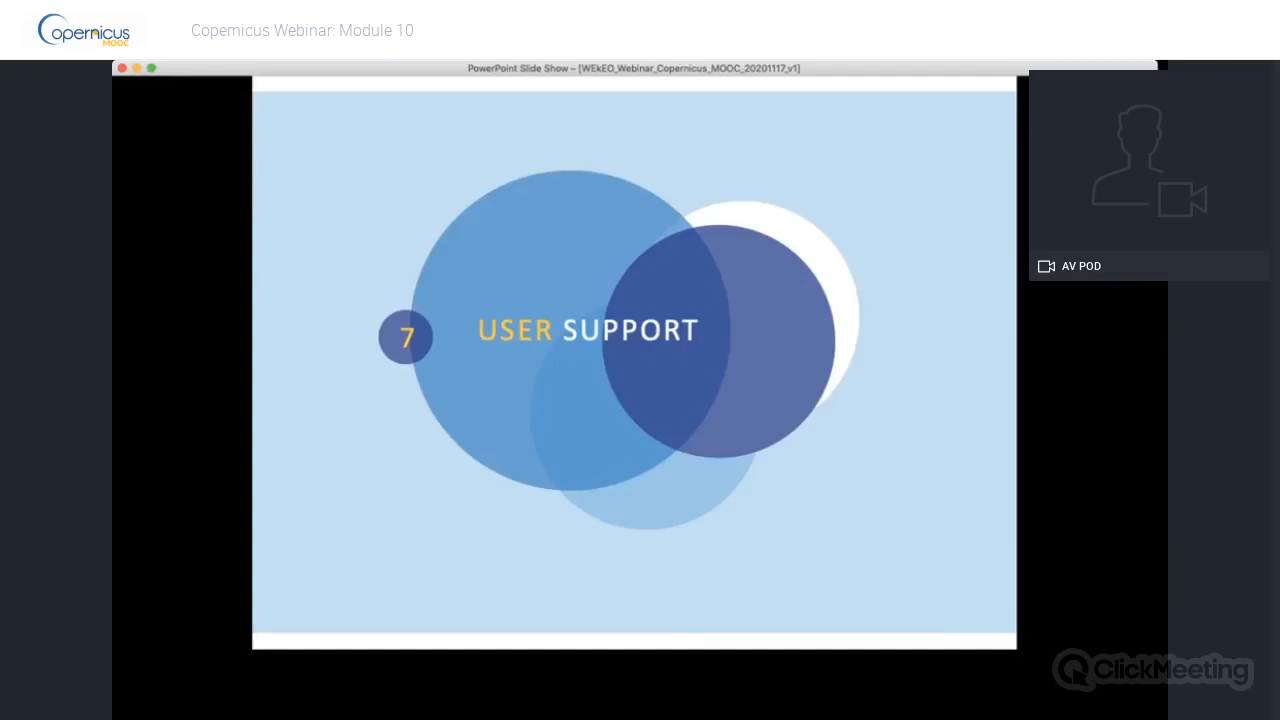 Copernicus
MOOC
Copernicus Webinar: Module 10
PowerPoint Slide Show – [WEkEO_Webinar_Copernicus_MOOC_20201117_v1]
AV POD
7
USER SUPPORT
ClickMeeting